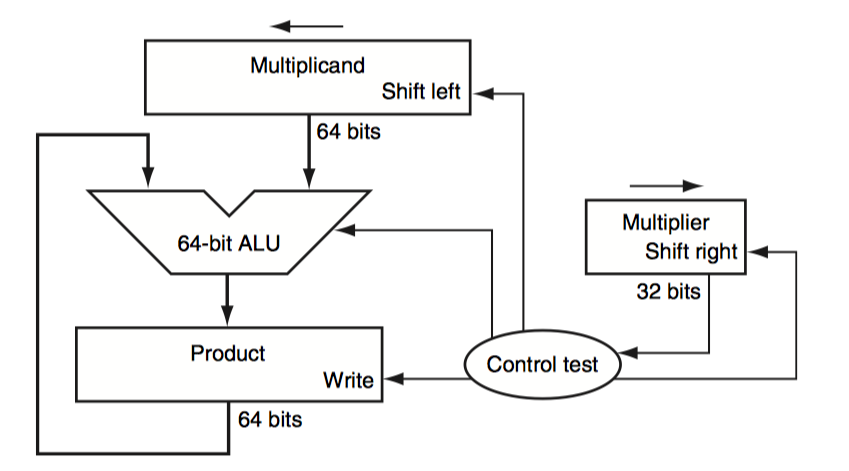 Multiplicand
Shift left
64 bits
Multiplier
Shift right
64-bit ALU
32 bits
Product
Control test
Write
64 bits